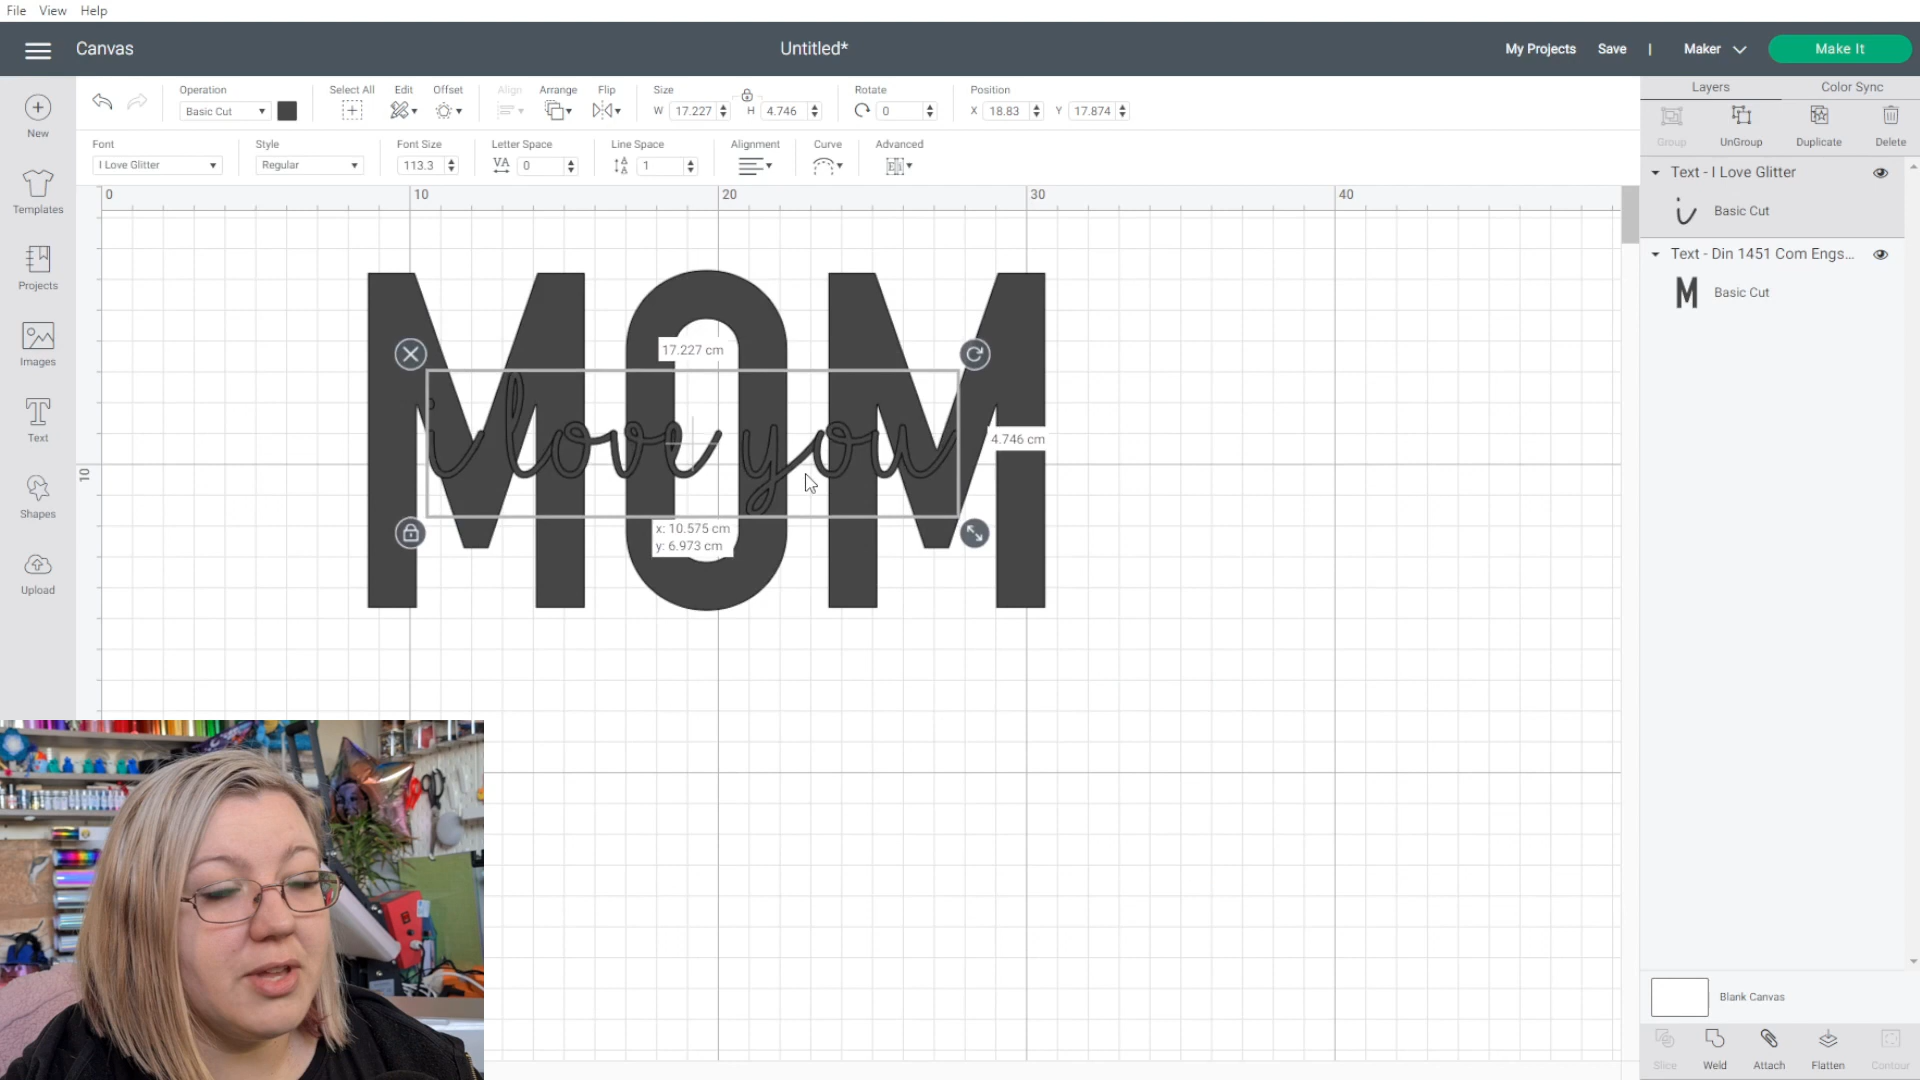 File View Help
Canvas
Untitled*
My Projects Save | Maker Make It
Operation
Basic Cut
Select All
Edit
Offset
Align
Arrange
Flip
Size
W 17.227
H 4.746
Rotate
0
Position
X 18.83
Y 17.874
Font
I Love Glitter
Style
Regular
Font Size
113.3
Letter Space
VA 0
Line Space
1
Alignment
Curve
Advanced
New
Templates
Projects
Images
Text
Shapes
Upload
0 10 20 30 40
10
MOM
i love you
17.227 cm
4.746 cm
x: 10.575 cm
y: 6.973 cm
Layers Color Sync
Group UnGroup Duplicate Delete
Text - I Love Glitter
Basic Cut
Text - Din 1451 Com Engs...
M Basic Cut
Blank Canvas
Slice Weld Attach Flatten Contour